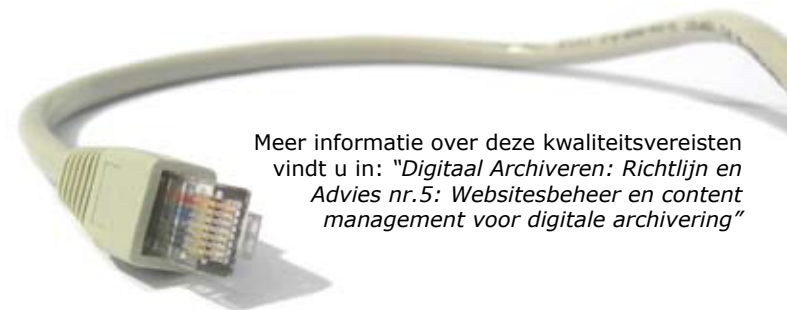 Meer informatie over deze kwaliteitsvereisten
vindt u in: “Digitaal Archiveren: Richtlijn en
Advies nr.5: Websitesbeheer en content
management voor digitale archivering”